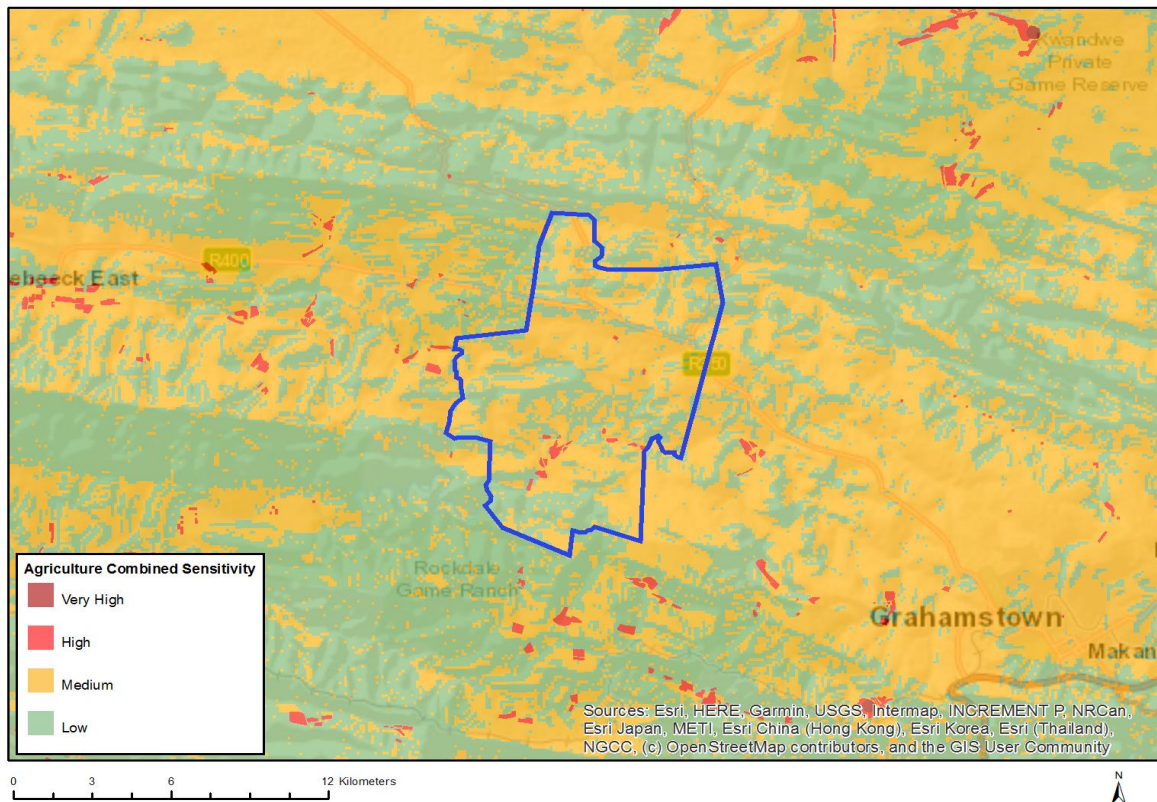 Kwandwe
Private
Game Reserve
R400
ebaeck East
Rockdale
Game Ranch
Grahamstown
Makan
Agriculture Combined Sensitivity
Very High
High
Medium
Low
Sources: Esri, HERE, Garmin, USGS, Intermap, INCREMENT P, NRCan,
Esri Japan, METI, Esri China (Hong Kong), Esri Korea, Esri (Thailand),
NGCC, (c) OpenStreetMap contributors, and the GIS User Community
0 3 6 12 Kilometers
N